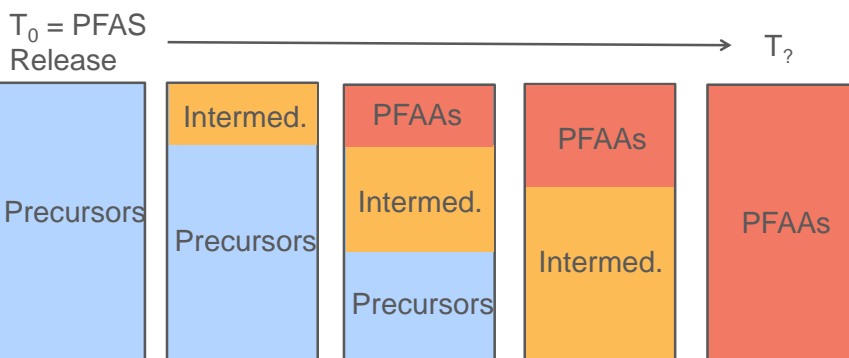 T₀ = PFAS
Release
T?
Precursors
Intermed.
Precursors
PFAAs
Intermed.
Precursors
PFAAs
Intermed.
PFAAs